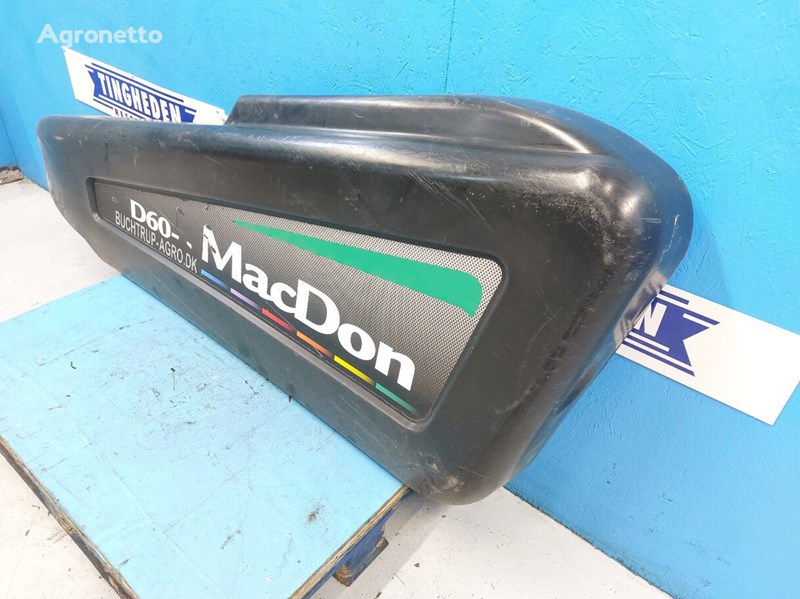 Agronetto
TINGHEDEN
D60-
BUCHTRUP-AGRO.DK
MacDon